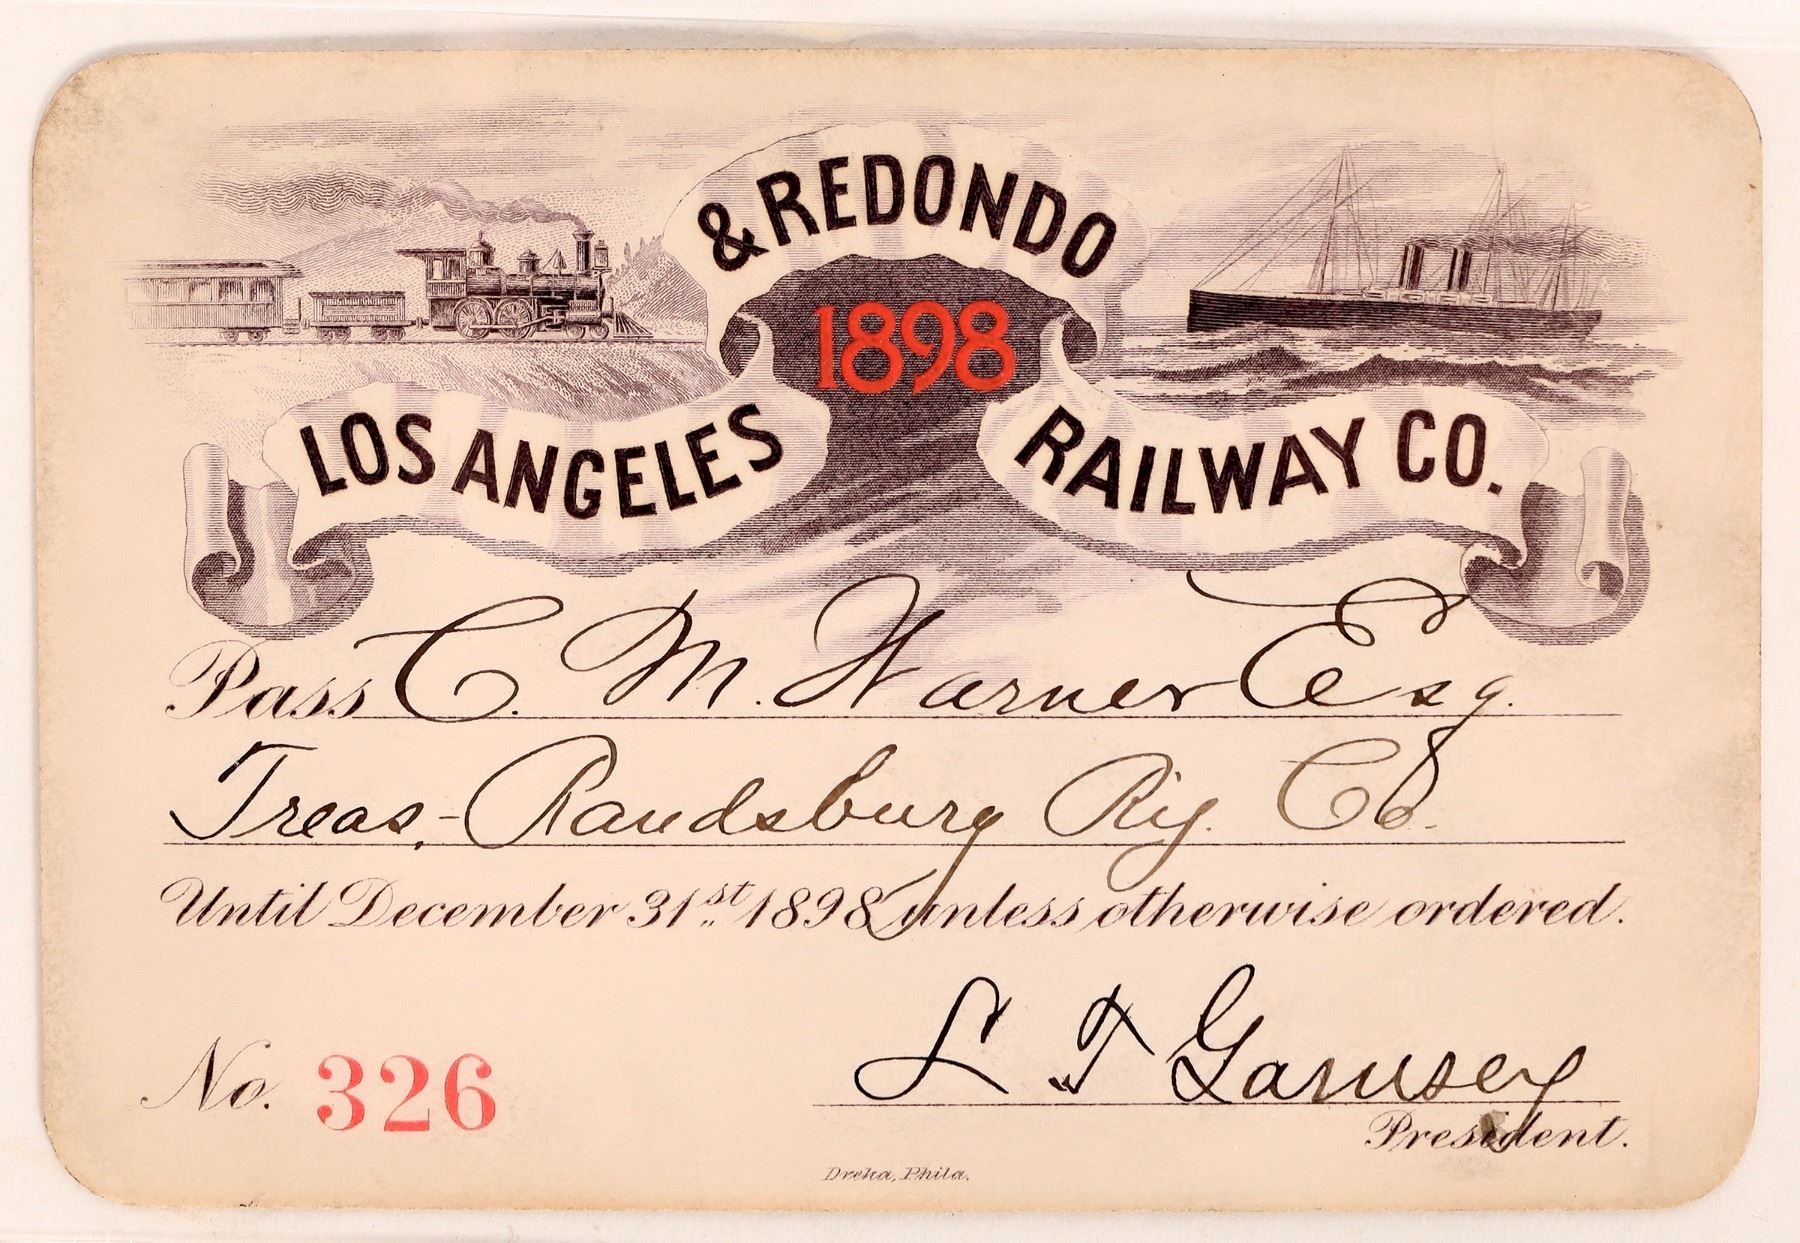 LOS ANGELES & REDONDO RAILWAY CO.
1898
Pass C. M. Warner Esq.
Treas,- Randsburg Ry. Co.
Until December 31st 1898 unless otherwise ordered.
No. 326
L T Garnsey
President.
Dreka, Phila.